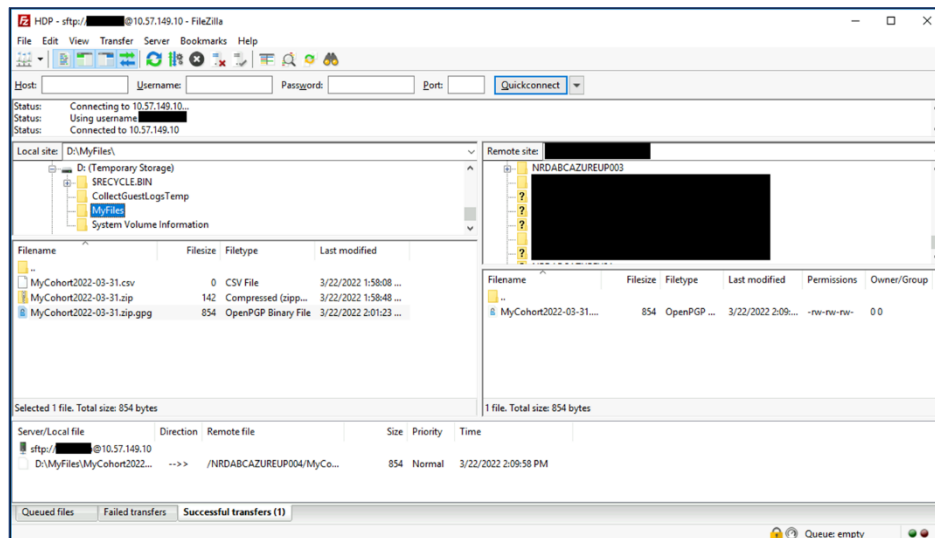 HDP - sftp://@10.57.149.10 - FileZilla
File Edit View Transfer Server Bookmarks Help
Host: Username: Password: Port: Quickconnect
Status: Connecting to 10.57.149.10...
Status: Using username
Status: Connected to 10.57.149.10
Local site: D:\MyFiles\
D: (Temporary Storage)
$RECYCLE.BIN
CollectGuestLogsTemp
MyFiles
System Volume Information
Remote site:
NRDABCAZUREUP003
?
?
?
?
Filename Filesize Filetype Last modified
..
MyCohort2022-03-31.csv 0 CSV File 3/22/2022 1:58:08 ...
MyCohort2022-03-31.zip 142 Compressed (zipp... 3/22/2022 1:58:48 ...
MyCohort2022-03-31.zip.gpg 854 OpenPGP Binary File 3/22/2022 2:01:23 ...
Selected 1 file. Total size: 854 bytes
Filename Filesize Filetype Last modified Permissions Owner/Group
..
MyCohort2022-03-31.... 854 OpenPGP ... 3/22/2022 2:09:... -rw-rw-rw- 0 0
1 file. Total size: 854 bytes
Server/Local file Direction Remote file Size Priority Time
sftp://@10.57.149.10
D:\MyFiles\MyCohort2022... -->> /NRDABCAZUREUP004/MyCo... 854 Normal 3/22/2022 2:09:58 PM
Queued files Failed transfers Successful transfers (1)
Queue: empty